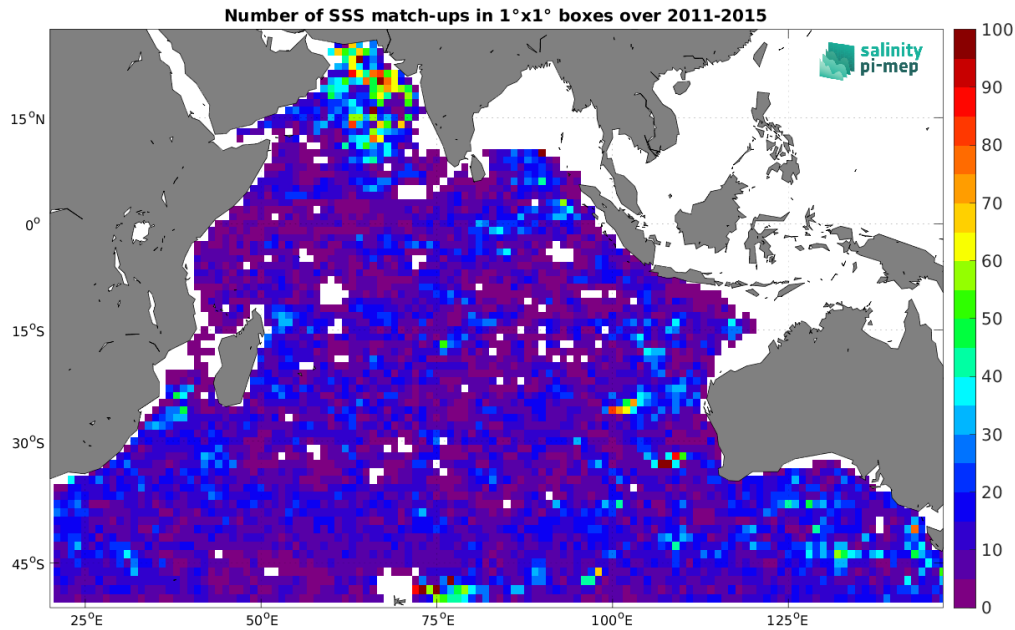 Number of SSS match-ups in 1°x1° boxes over 2011-2015
salinity
pi-mep
15°N
0°
15°S
30°S
45°S
25°E
50°E
75°E
100°E
125°E
100
90
80
70
60
50
40
30
20
10
0